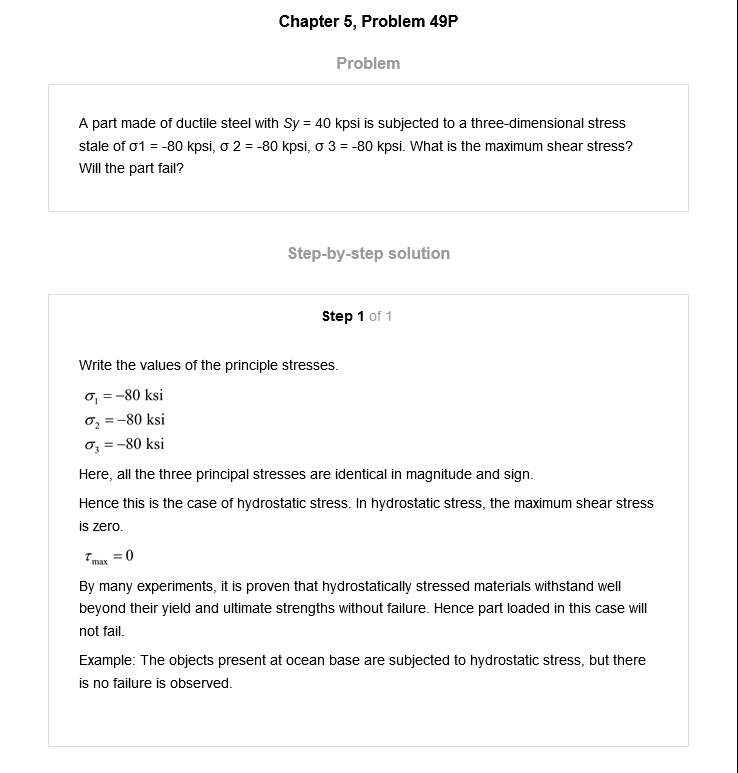 Chapter 5, Problem 49P
Problem
A part made of ductile steel with Sy = 40 kpsi is subjected to a three-dimensional stress
stale of σ1 = -80 kpsi, σ 2 = -80 kpsi, σ 3 = -80 kpsi. What is the maximum shear stress?
Will the part fail?
Step-by-step solution
Step 1 of 1
Write the values of the principle stresses.
σ₁ = −80 ksi
σ₂ = −80 ksi
σ₃ = −80 ksi
Here, all the three principal stresses are identical in magnitude and sign.
Hence this is the case of hydrostatic stress. In hydrostatic stress, the maximum shear stress
is zero.
τmax = 0
By many experiments, it is proven that hydrostatically stressed materials withstand well
beyond their yield and ultimate strengths without failure. Hence part loaded in this case will
not fail.
Example: The objects present at ocean base are subjected to hydrostatic stress, but there
is no failure is observed.